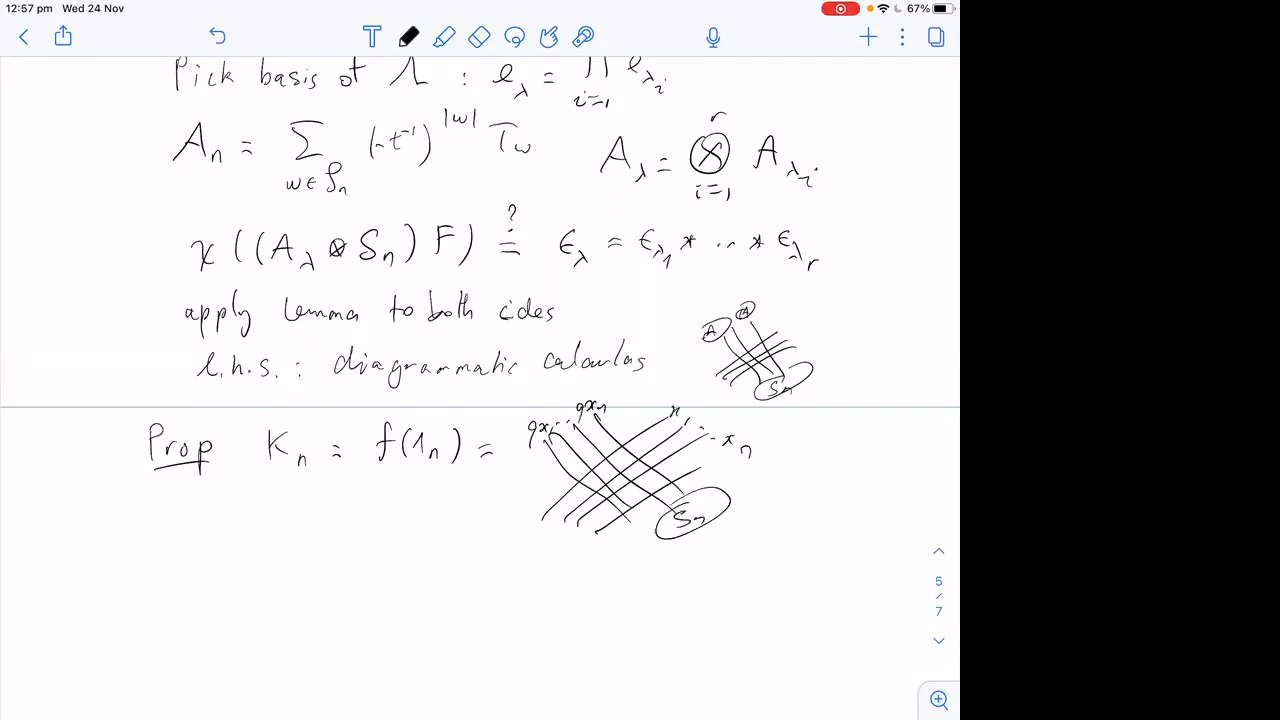 12:57 pm Wed 24 Nov
67%
Pick basis of Λ : e_λ = ∏_{i=1} e_{λ_i}
A_n = ∑_{w ∈ S_n} (-t^{-1})^{|w|} T_w
A_λ = ⊗_{i=1}^{r} A_{λ_i}
χ((A_λ ⊗ S_n) F) ≟ ϵ_λ = ϵ_{λ_1} * ... * ϵ_{λ_r}
apply lemma to both sides
l.h.s. : diagrammatic calculus
A A
S_n
Prop K_n = f(1_n) =
qx_1 ... qx_n x_1 ... x_n
S_n
5
/
7